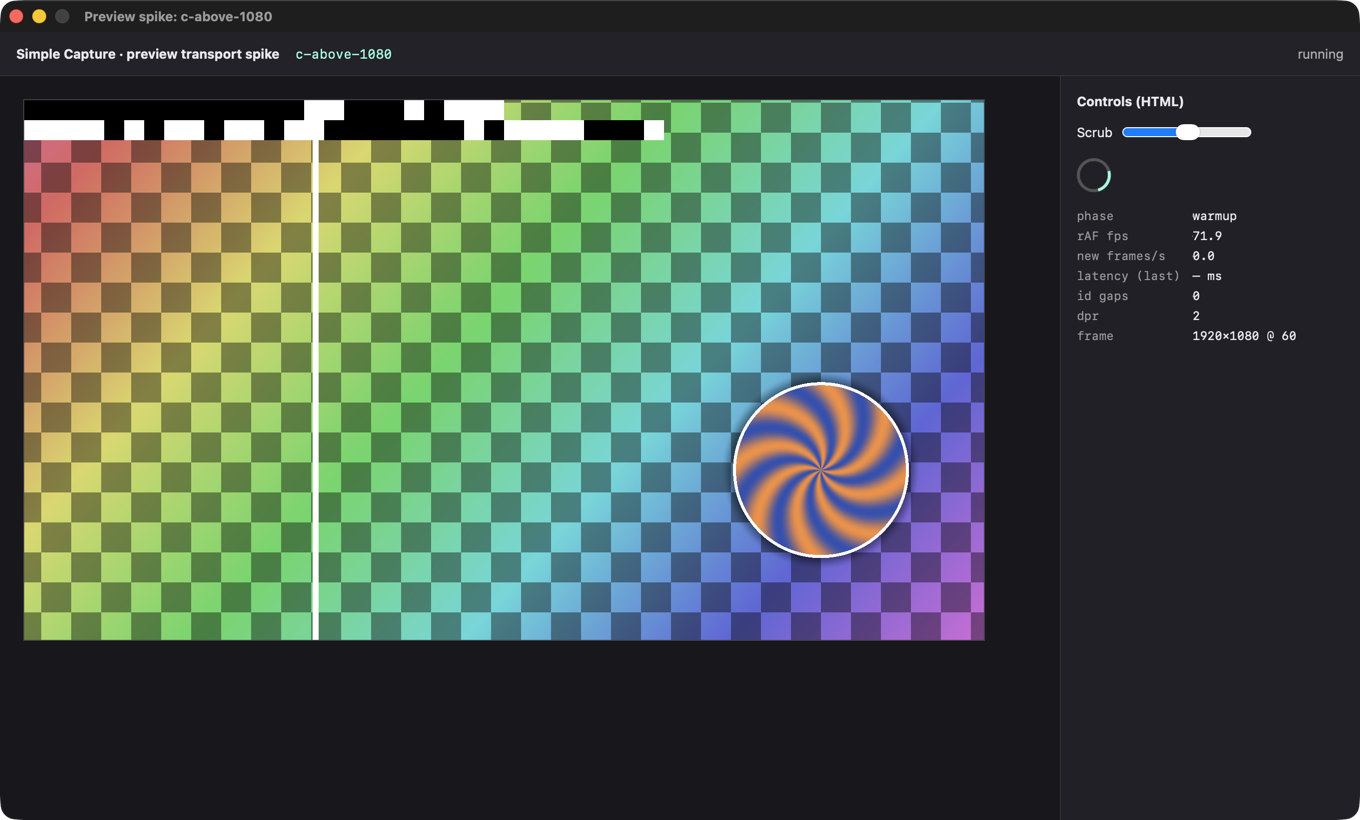 Preview spike: c-above-1080
Simple Capture · preview transport spike c-above-1080 running
Controls (HTML)
Scrub
phase warmup
rAF fps 71.9
new frames/s 0.0
latency (last) — ms
id gaps 0
dpr 2
frame 1920×1080 @ 60